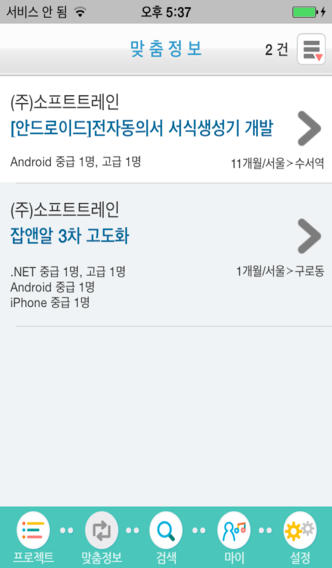 서비스 안 됨 오후 5:37
맞춤정보 2 건
(주)소프트트레인
[안드로이드]전자동의서 서식생성기 개발
Android 중급 1명, 고급 1명 11개월/서울>수서역
(주)소프트트레인
잡앤알 3차 고도화
.NET 중급 1명, 고급 1명 1개월/서울>구로동
Android 중급 1명
iPhone 중급 1명
프로젝트 맞춤정보 검색 마이 설정